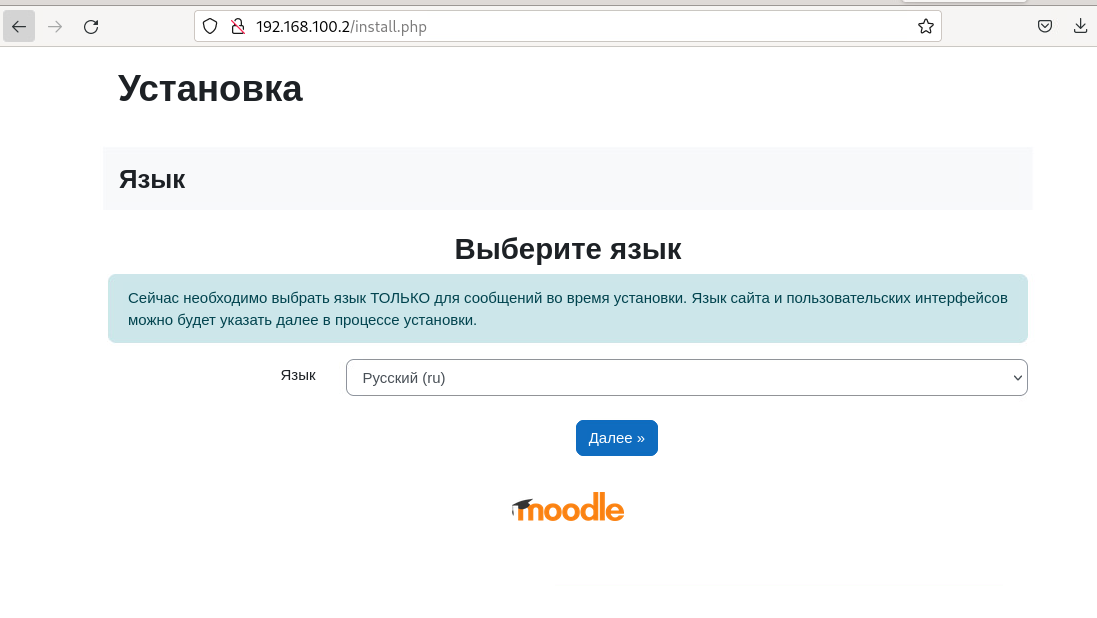 192.168.100.2/install.php
Установка
Язык
Выберите язык
Сейчас необходимо выбрать язык ТОЛЬКО для сообщений во время установки. Язык сайта и пользовательских интерфейсов
можно будет указать далее в процессе установки.
Язык
Русский (ru)
Далее »
moodle